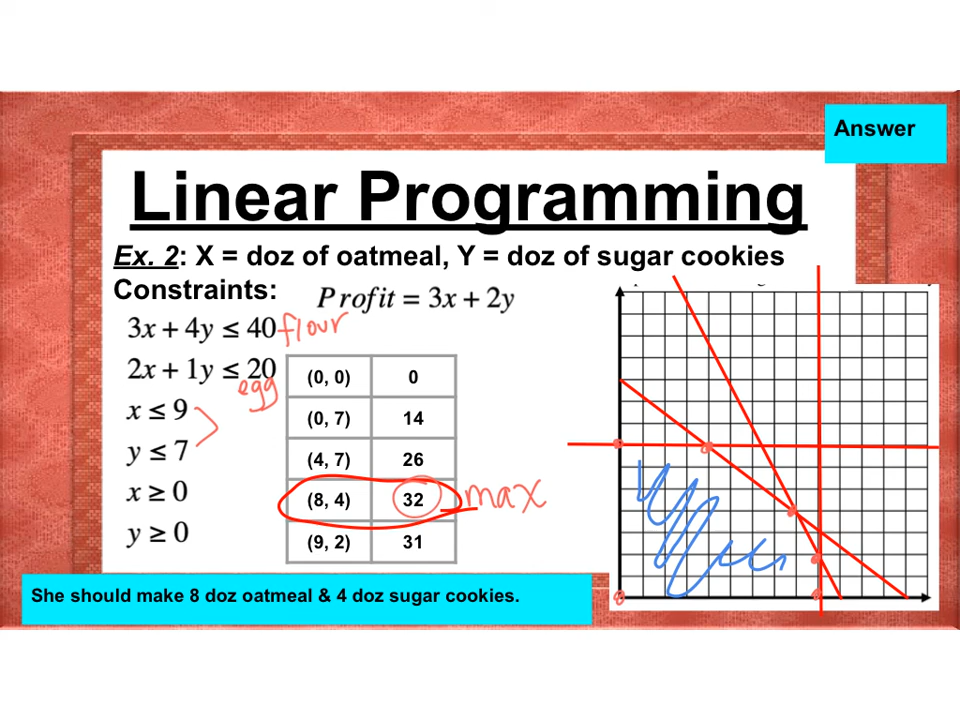 Answer
Linear Programming
Ex. 2: X = doz of oatmeal, Y = doz of sugar cookies
Constraints:
Profit = 3x + 2y
3x + 4y ≤ 40 flour
2x + 1y ≤ 20
egg
x ≤ 9
y ≤ 7
x ≥ 0
y ≥ 0
(0, 0) 0
(0, 7) 14
(4, 7) 26
(8, 4) 32 max
(9, 2) 31
She should make 8 doz oatmeal & 4 doz sugar cookies.